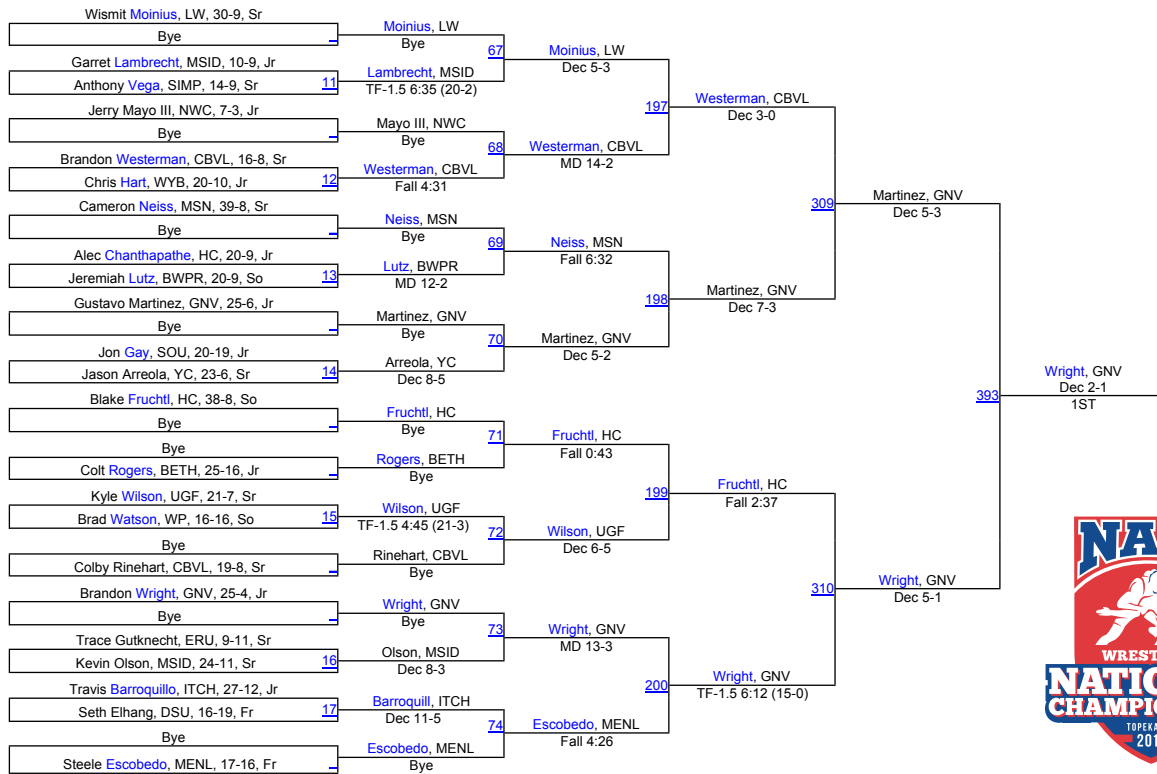 Wismit Moinius, LW, 30-9, Sr
Bye
Garret Lambrecht, MSID, 10-9, Jr
Anthony Vega, SIMP, 14-9, Sr 11
Jerry Mayo III, NWC, 7-3, Jr
Bye
Brandon Westerman, CBVL, 16-8, Sr
Chris Hart, WYB, 20-10, Jr 12
Cameron Neiss, MSN, 39-8, Sr
Bye
Alec Chanthapathe, HC, 20-9, Jr
Jeremiah Lutz, BWPR, 20-9, So 13
Gustavo Martinez, GNV, 25-6, Jr
Bye
Jon Gay, SOU, 20-19, Jr
Jason Arreola, YC, 23-6, Sr 14
Blake Fruchtl, HC, 38-8, So
Bye
Bye
Colt Rogers, BETH, 25-16, Jr
Kyle Wilson, UGF, 21-7, Sr
Brad Watson, WP, 16-16, So 15
Bye
Colby Rinehart, CBVL, 19-8, Sr
Brandon Wright, GNV, 25-4, Jr
Bye
Trace Gutknecht, ERU, 9-11, Sr
Kevin Olson, MSID, 24-11, Sr 16
Travis Barroquillo, ITCH, 27-12, Jr
Seth Elhang, DSU, 16-19, Fr 17
Bye
Steele Escobedo, MENL, 17-16, Fr
Moinius, LW
Bye
67
Lambrecht, MSID
TF-1.5 6:35 (20-2)
Mayo III, NWC
Bye
68
Westerman, CBVL
Fall 4:31
Neiss, MSN
Bye
69
Lutz, BWPR
MD 12-2
Martinez, GNV
Bye
70
Arreola, YC
Dec 8-5
Fruchtl, HC
Bye
71
Rogers, BETH
Bye
Wilson, UGF
TF-1.5 4:45 (21-3)
72
Rinehart, CBVL
Bye
Wright, GNV
Bye
73
Olson, MSID
Dec 8-3
Barroquill, ITCH
Dec 11-5
74
Escobedo, MENL
Bye
Moinius, LW
Dec 5-3
197
Westerman, CBVL
MD 14-2
Neiss, MSN
Fall 6:32
198
Martinez, GNV
Dec 5-2
Fruchtl, HC
Fall 0:43
199
Wilson, UGF
Dec 6-5
Wright, GNV
MD 13-3
200
Escobedo, MENL
Fall 4:26
Westerman, CBVL
Dec 3-0
309
Martinez, GNV
Dec 7-3
Fruchtl, HC
Fall 2:37
310
Wright, GNV
TF-1.5 6:12 (15-0)
Martinez, GNV
Dec 5-3
393
Wright, GNV
Dec 5-1
Wright, GNV
Dec 2-1
1ST
NA
WREST
NATIO
CHAMPIO
TOPEKA
201